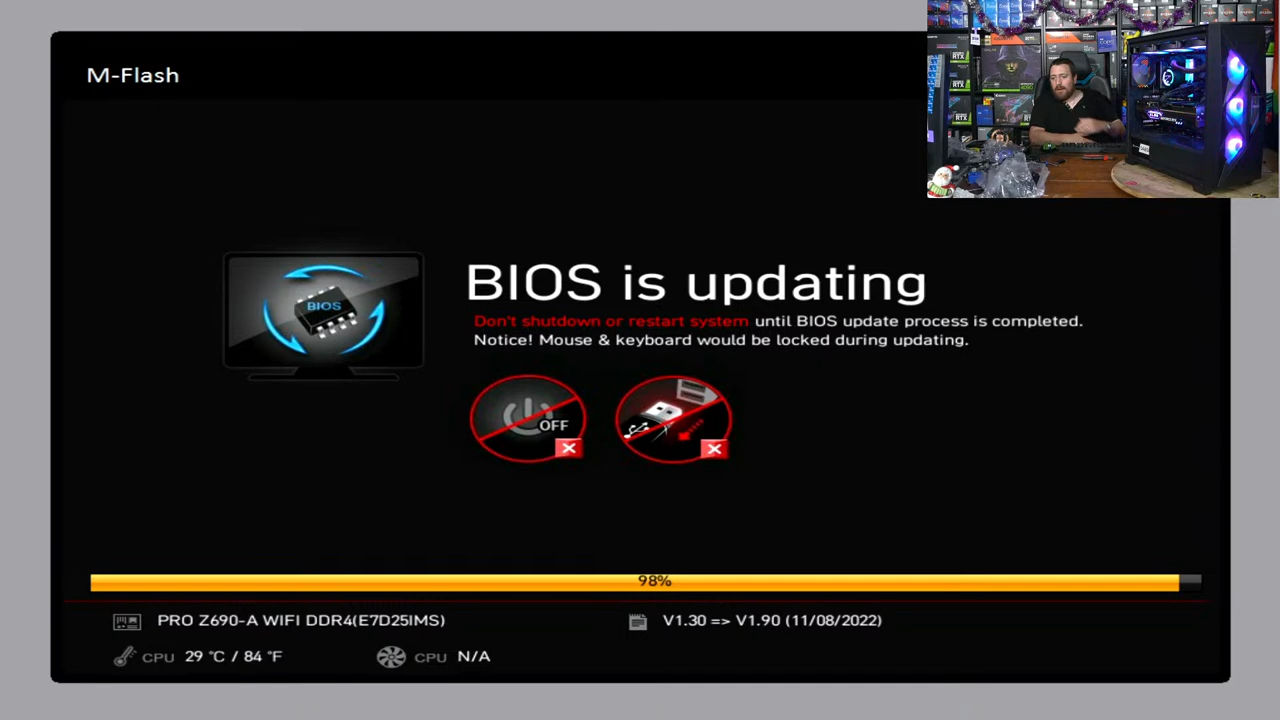 M-Flash
BIOS
BIOS is updating
Don't shutdown or restart system until BIOS update process is completed.
Notice! Mouse & keyboard would be locked during updating.
OFF
98%
PRO Z690-A WIFI DDR4(E7D25IMS)
V1.30 => V1.90 (11/08/2022)
CPU 29 °C / 84 °F
CPU N/A